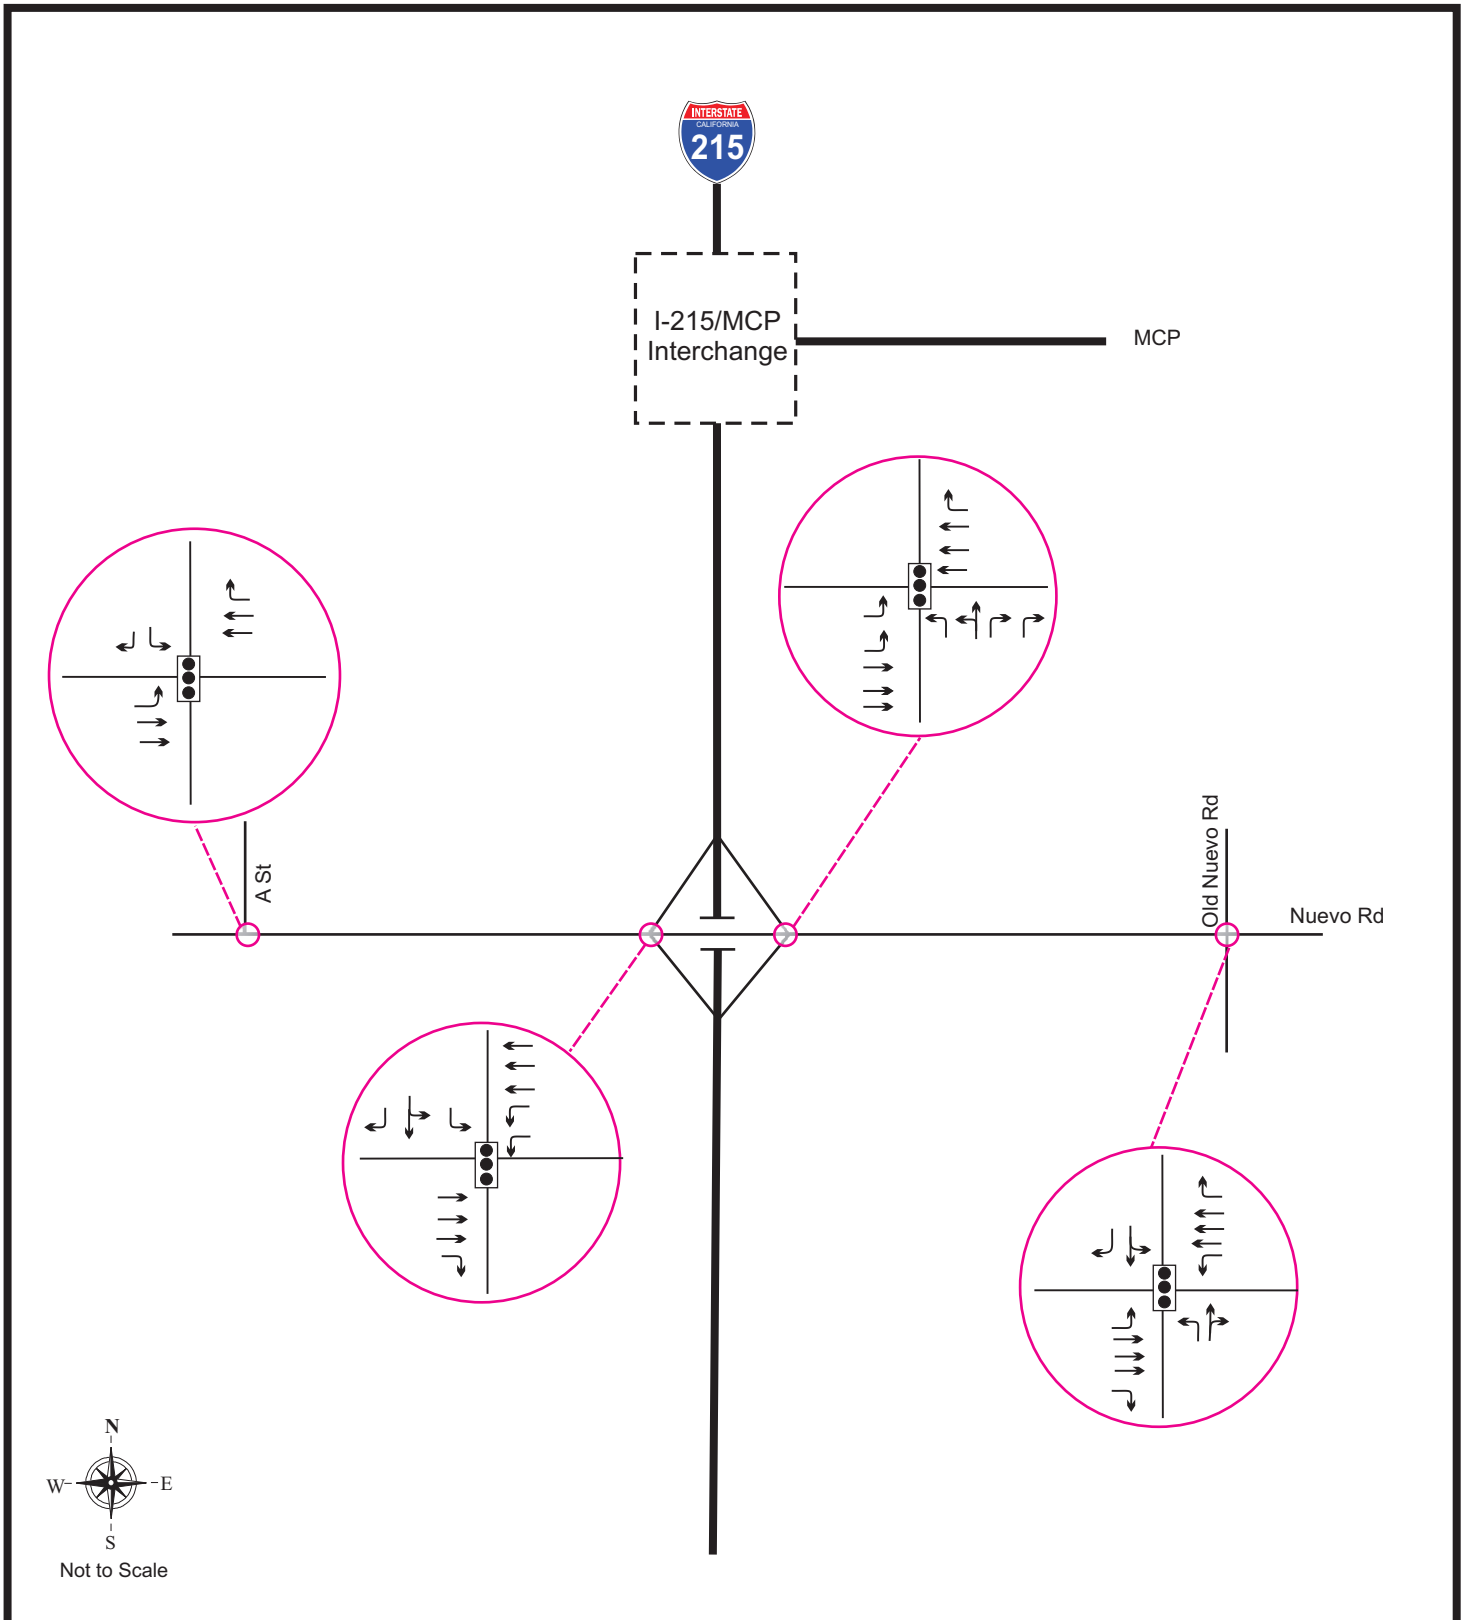 INTERSTATE
CALIFORNIA
215
I-215/MCP
Interchange
MCP
A St
Old Nuevo Rd
Nuevo Rd
N
W
E
S
Not to Scale